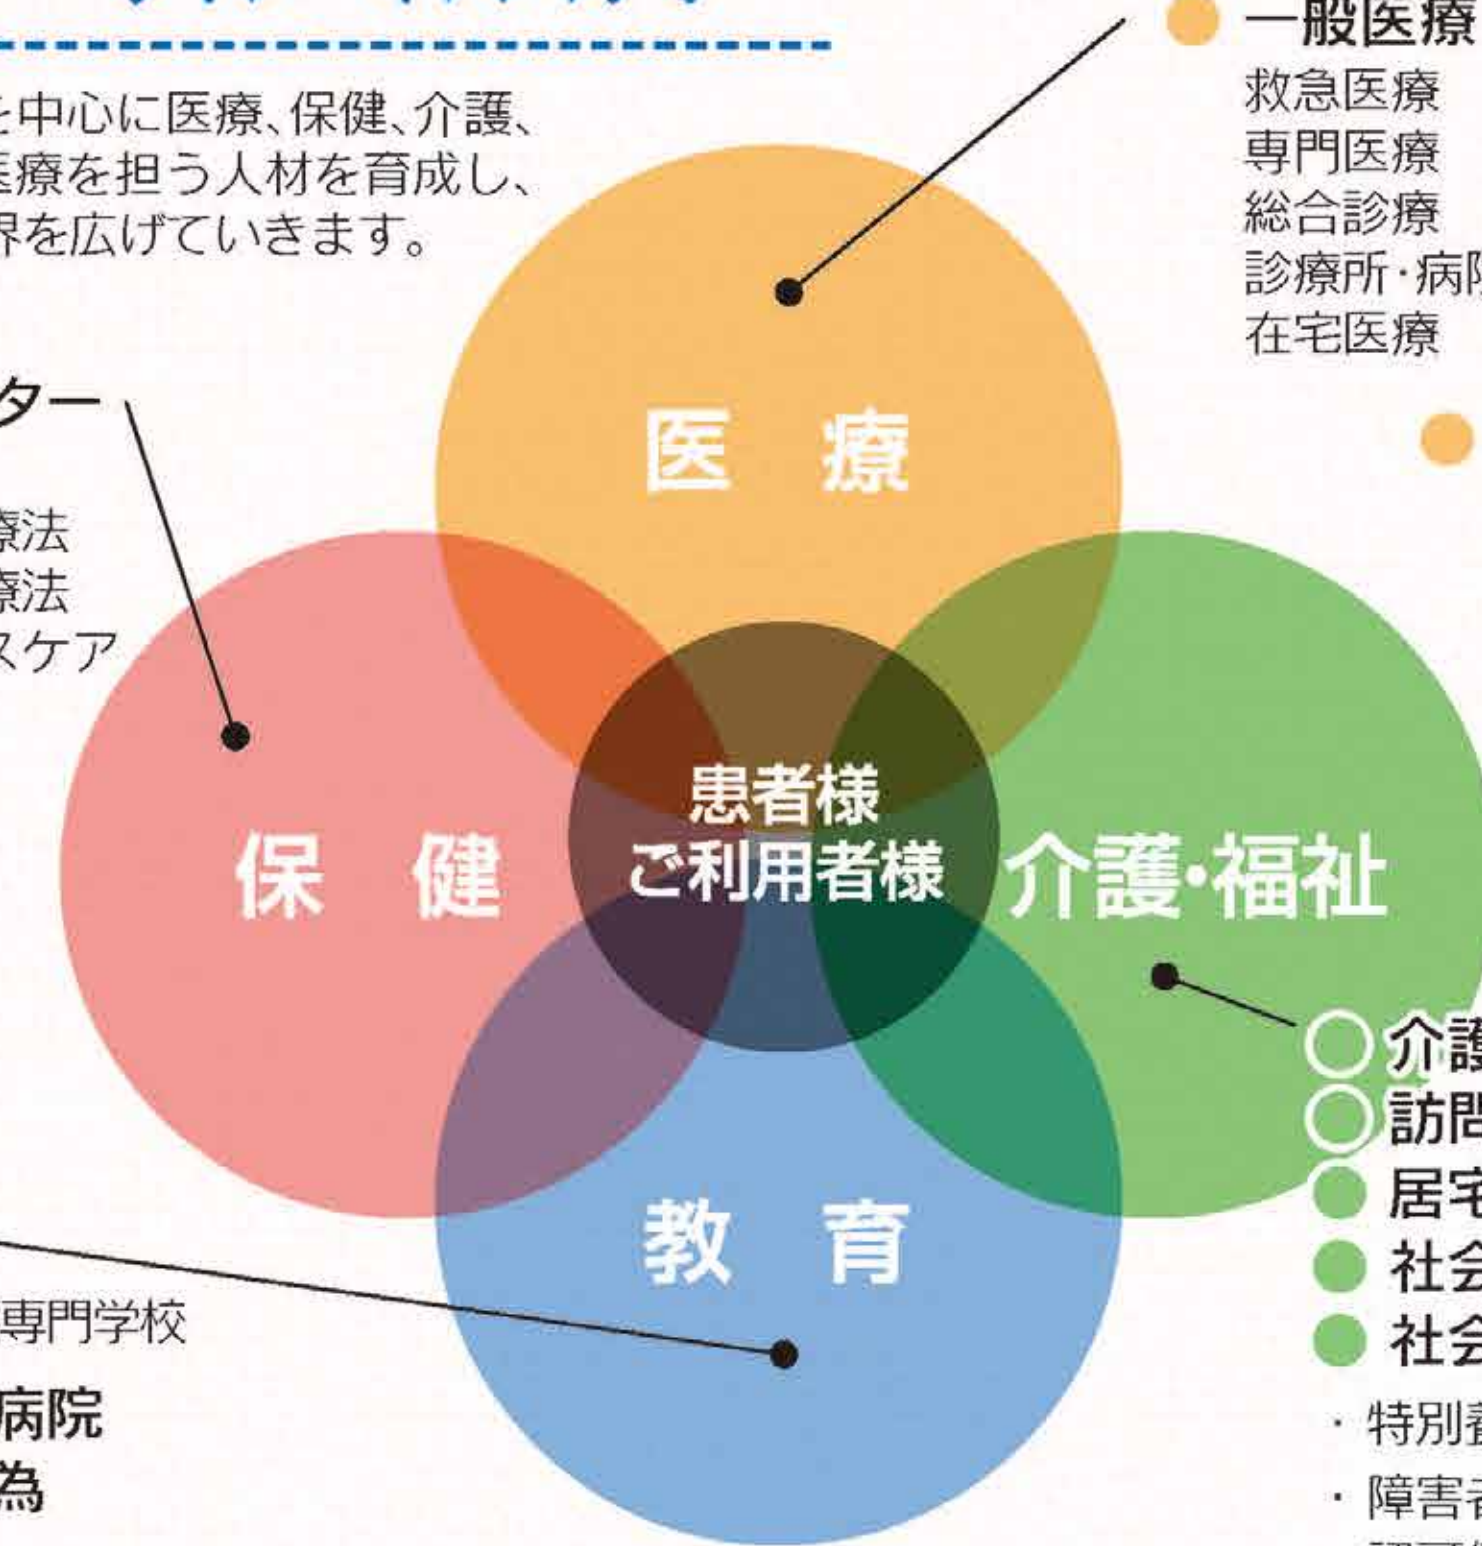 を中心に医療、保健、介護、
医療を担う人材を育成し、
界を広げていきます。
一般医療
救急医療
専門医療
総合診療
診療所・病院
在宅医療
ター
療法
療法
スケア
医 療
保 健
患者様
ご利用者様
介護・福祉
教 育
専門学校
病院
為
介護
訪問
居宅
社会
社会
・ 特別養
・ 障害者